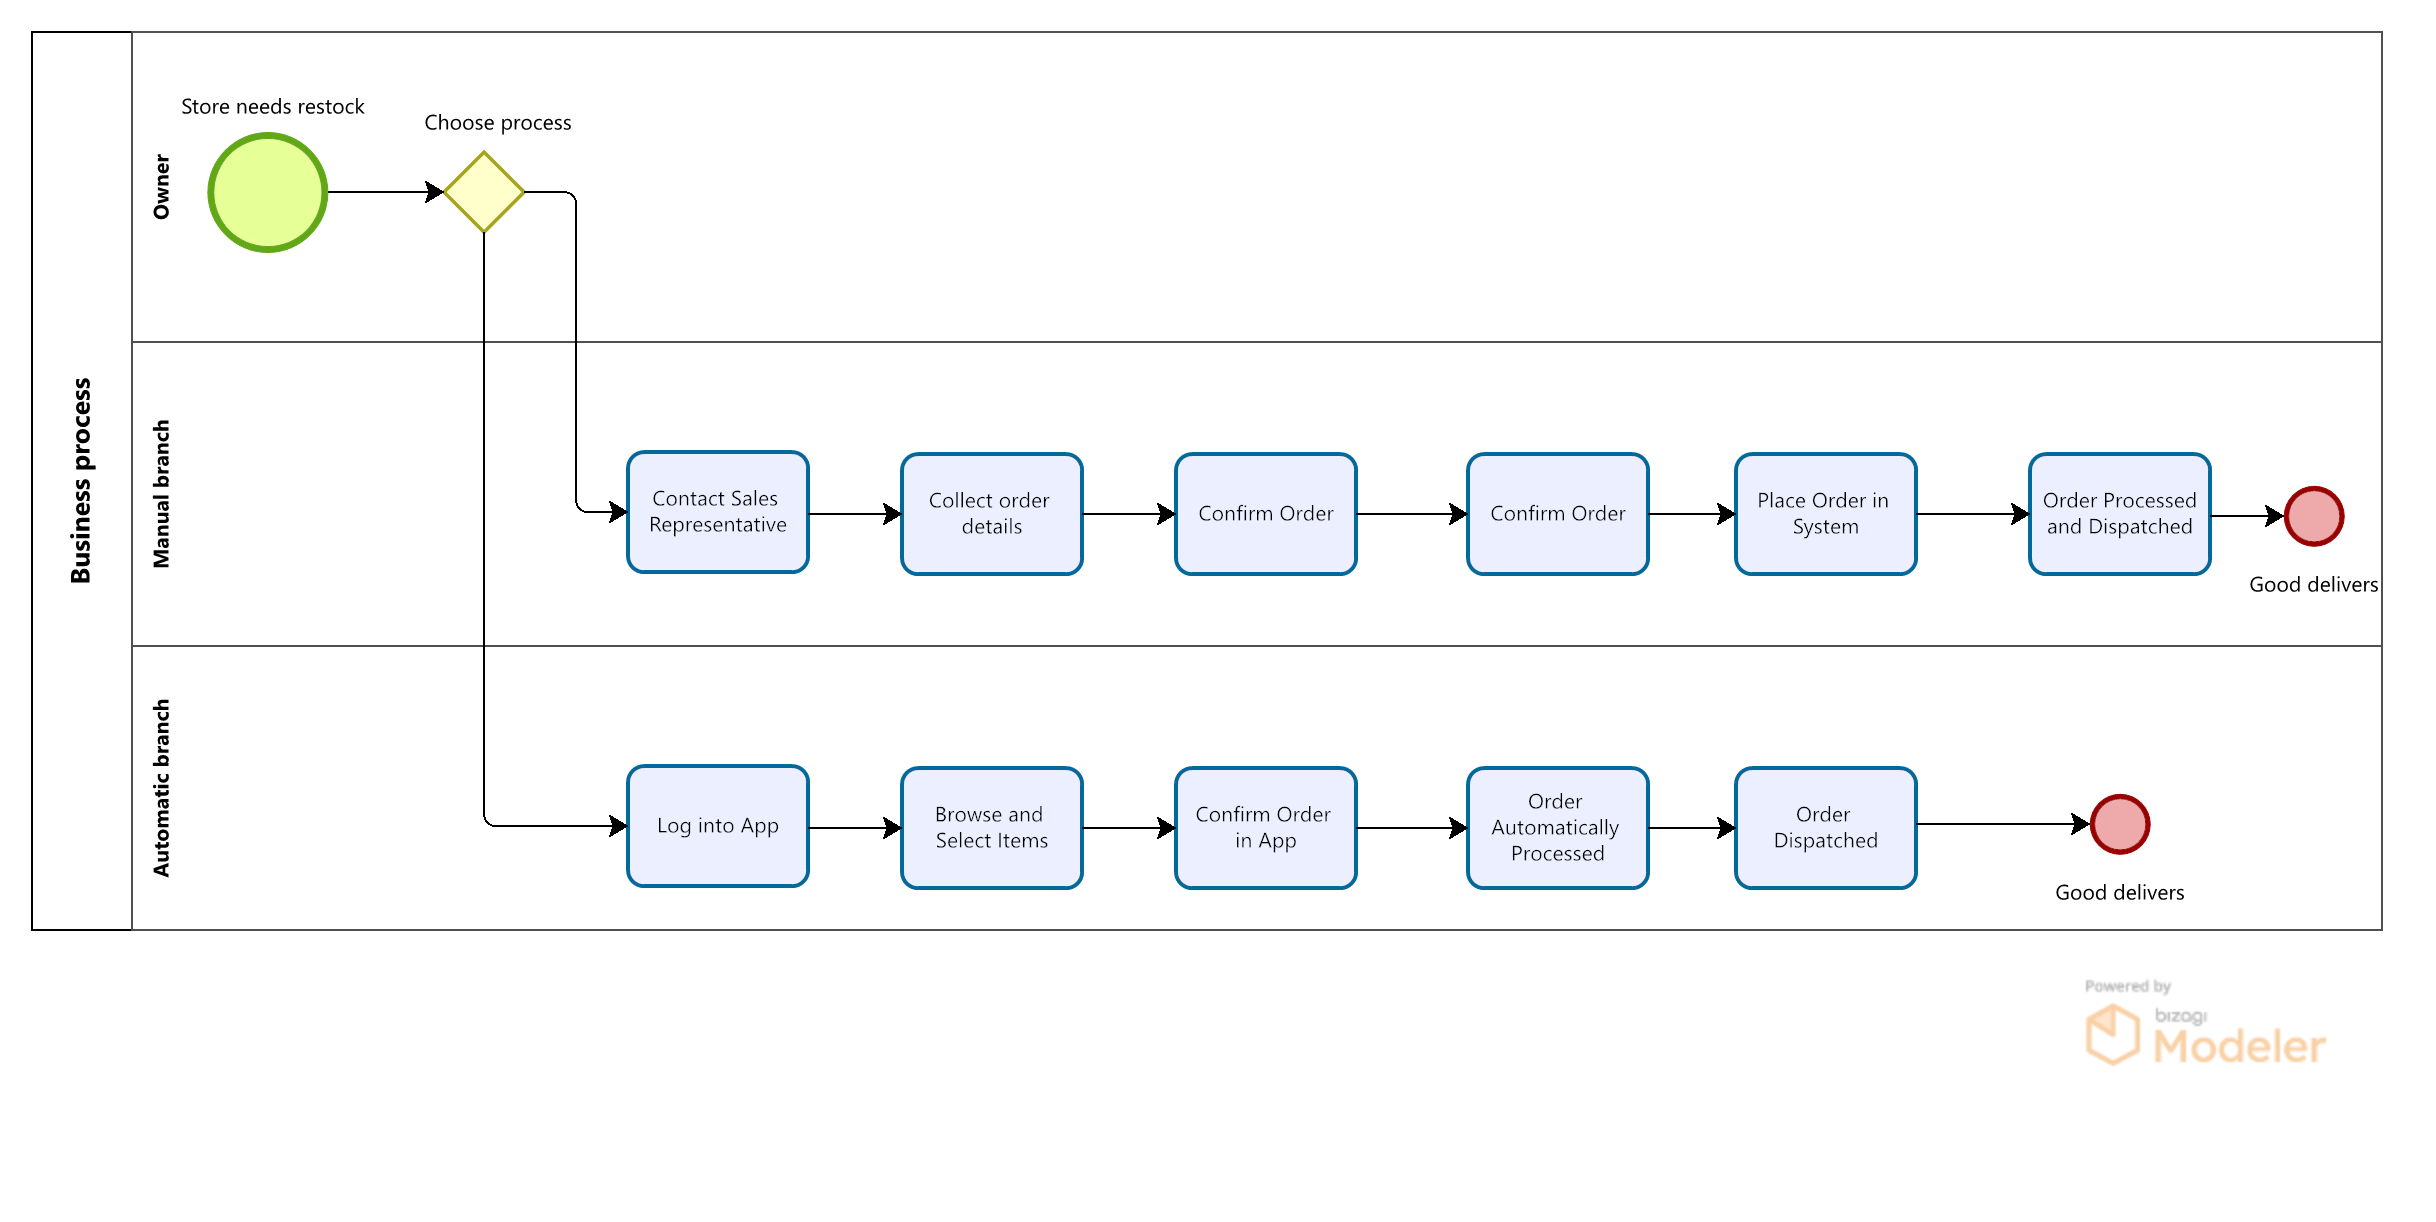 Business process
Owner
Store needs restock
Choose process
Manual branch
Contact Sales
Representative
Collect order
details
Confirm Order
Confirm Order
Place Order in
System
Order Processed
and Dispatched
Good delivers
Automatic branch
Log into App
Browse and
Select Items
Confirm Order
in App
Order
Automatically
Processed
Order
Dispatched
Good delivers
Powered by
bizagi
Modeler